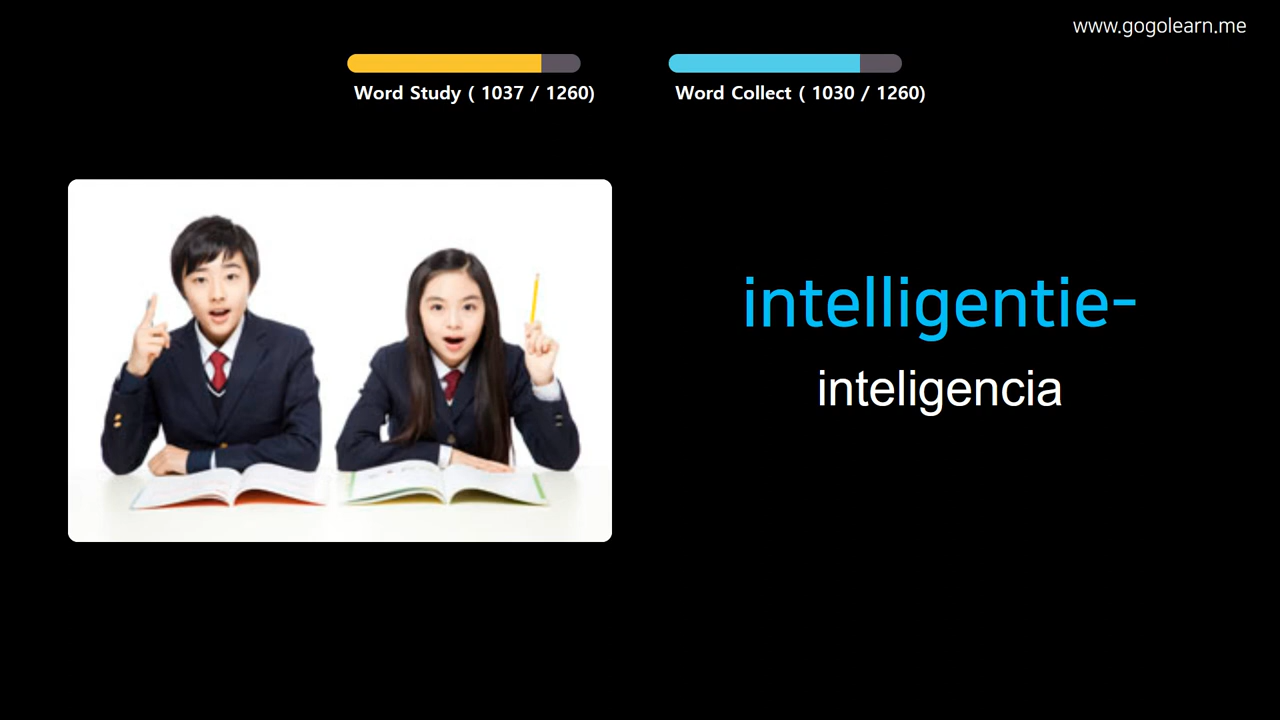 www.gogolearn.me
Word Study ( 1037 / 1260)
Word Collect ( 1030 / 1260)
intelligentie-
inteligencia